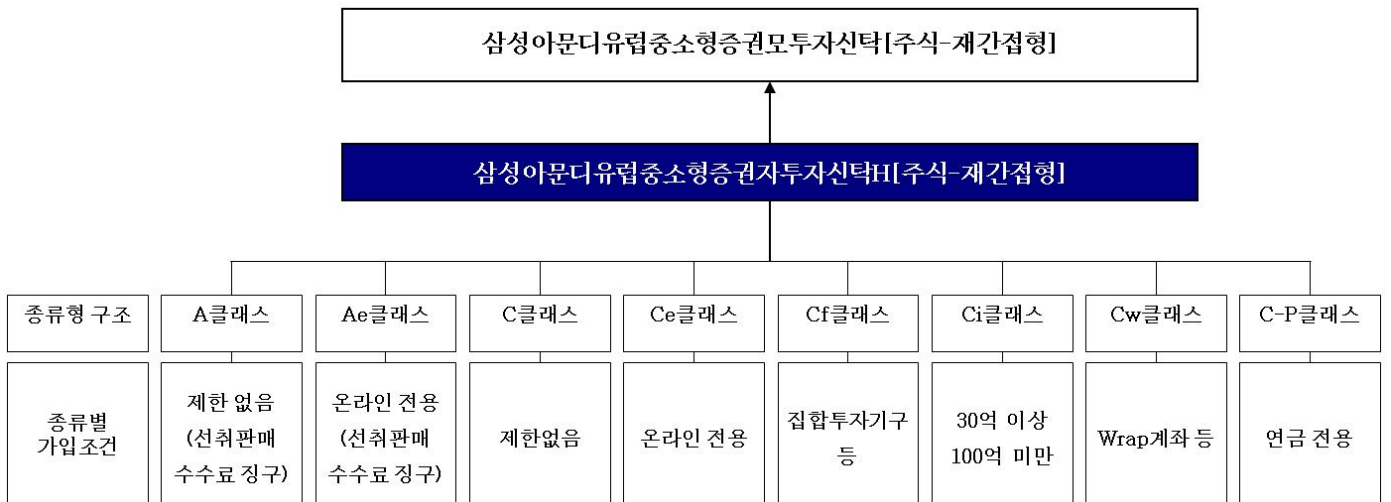 삼성아문디유럽중소형증권모투자신탁[주식-재간접형]
삼성아문디유럽중소형증권자투자신탁H[주식-재간접형]
종류형 구조
A클래스
Ae클래스
C클래스
Ce클래스
Cf클래스
Ci클래스
Cw클래스
C-P클래스
종류별
가입조건
제한 없음
(선취판매
수수료 징구)
온라인 전용
(선취판매
수수료 징구)
제한없음
온라인 전용
집합투자기구
등
30억 이상
100억 미만
Wrap계좌 등
연금 전용